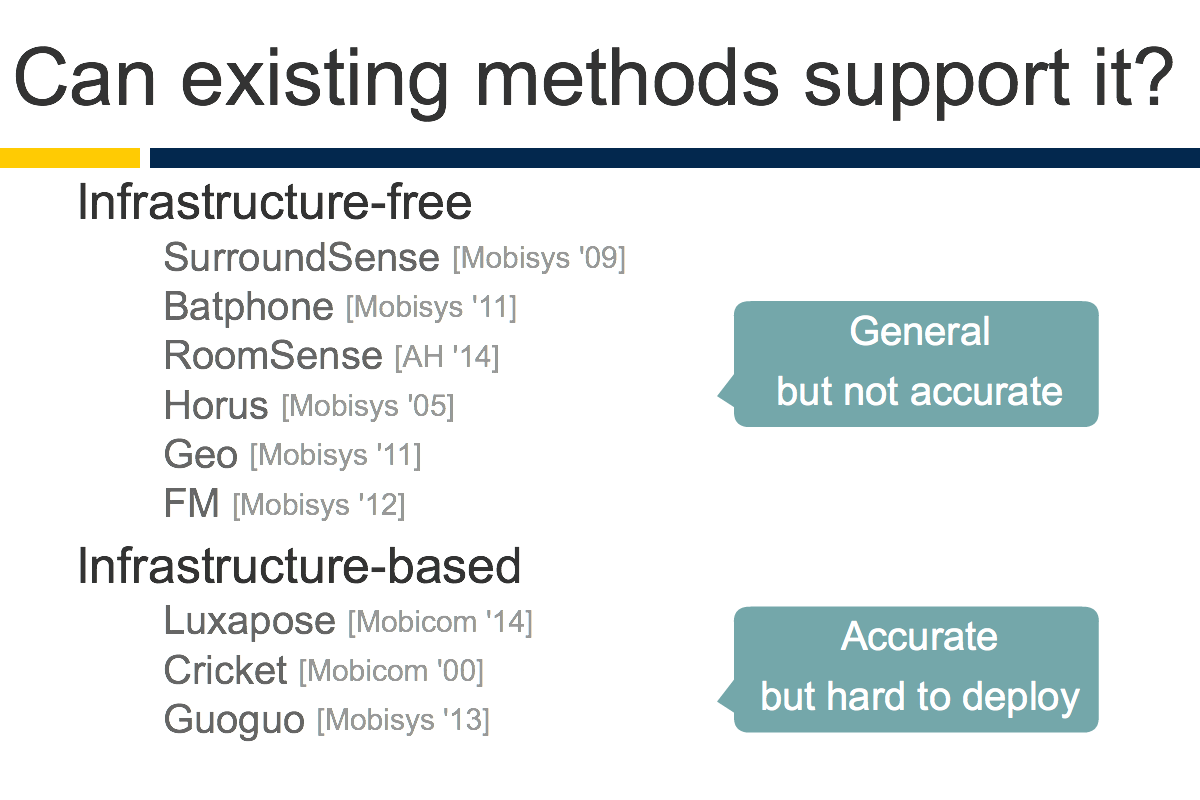 Can existing methods support it?
Infrastructure-free
SurroundSense [Mobisys '09]
Batphone [Mobisys '11]
RoomSense [AH '14]
Horus [Mobisys '05]
Geo [Mobisys '11]
FM [Mobisys '12]
General
but not accurate
Infrastructure-based
Luxapose [Mobicom '14]
Cricket [Mobicom '00]
Guoguo [Mobisys '13]
Accurate
but hard to deploy